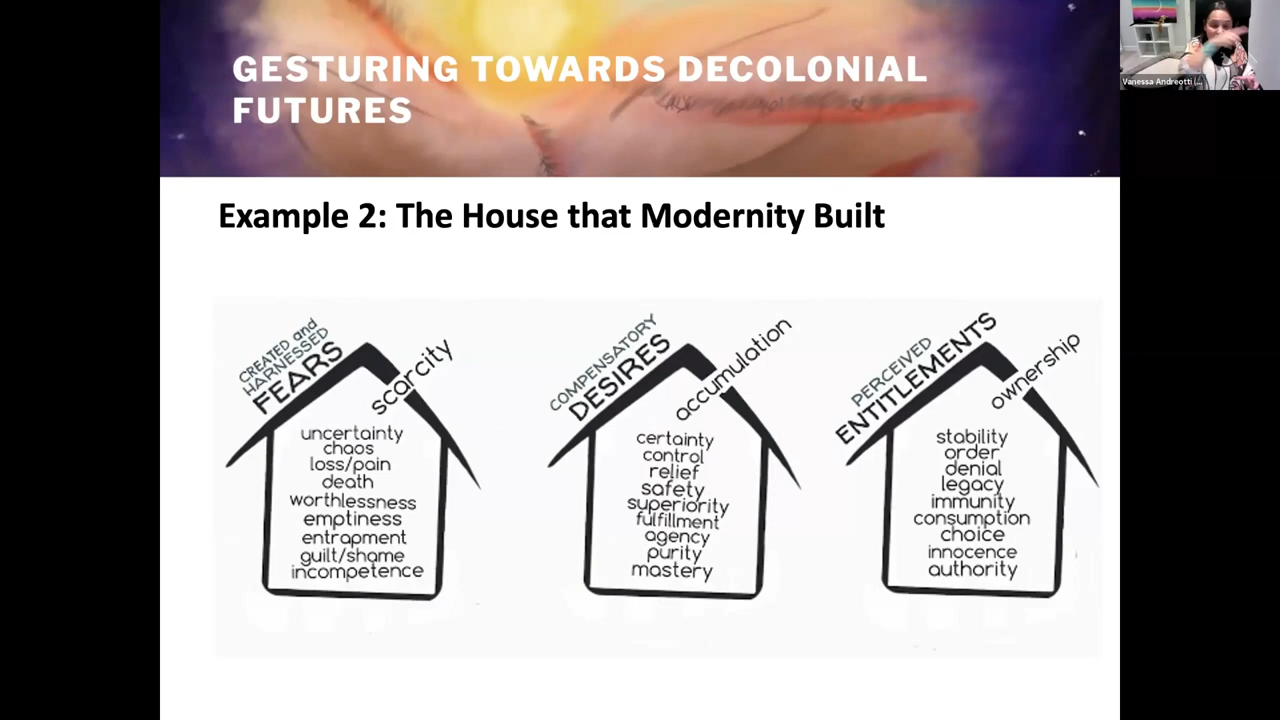 GESTURING TOWARDS DECOLONIAL
FUTURES
Vanessa Andreotti (...
Example 2: The House that Modernity Built
CREATED and
HARNESSED
FEARS
scarcity
uncertainty
chaos
loss/pain
death
worthlessness
emptiness
entrapment
guilt/shame
incompetence
COMPENSATORY
DESIRES
accumulation
certainty
control
relief
safety
superiority
fulfillment
agency
purity
mastery
PERCEIVED
ENTITLEMENTS
ownership
stability
order
denial
legacy
immunity
consumption
choice
innocence
authority